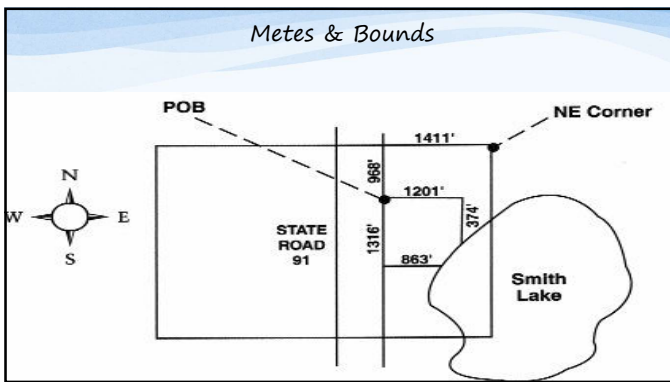 Metes & Bounds
POB
NE Corner
1411'
968'
N
W E
S
1201'
374'
STATE
ROAD
91
1316'
863'
Smith
Lake